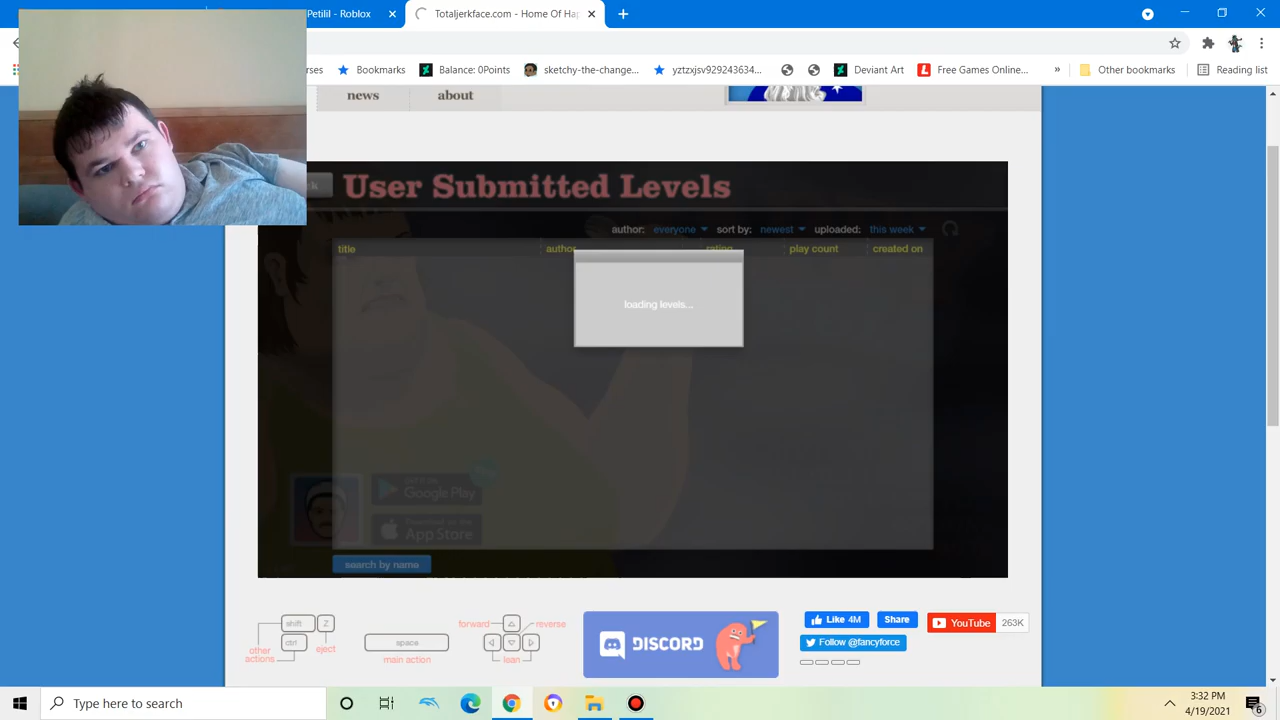 Petilil - Roblox
Totaljerkface.com - Home Of Hap
Bookmarks
Balance: 0Points
sketchy-the-change...
yztzxjsv929243634...
Deviant Art
Free Games Online...
»
Other bookmarks
Reading list
news
about
User Submitted Levels
author: everyone sort by: newest uploaded: this week
title author rating play count created on
loading levels...
Google Play
App Store
search by name
shift Z
ctrl
other actions
eject
space
main action
forward
reverse
lean
DISCORD
Like 4M
Share
YouTube 263K
Follow @fancyforce
Type here to search
3:32 PM
4/19/2021
6